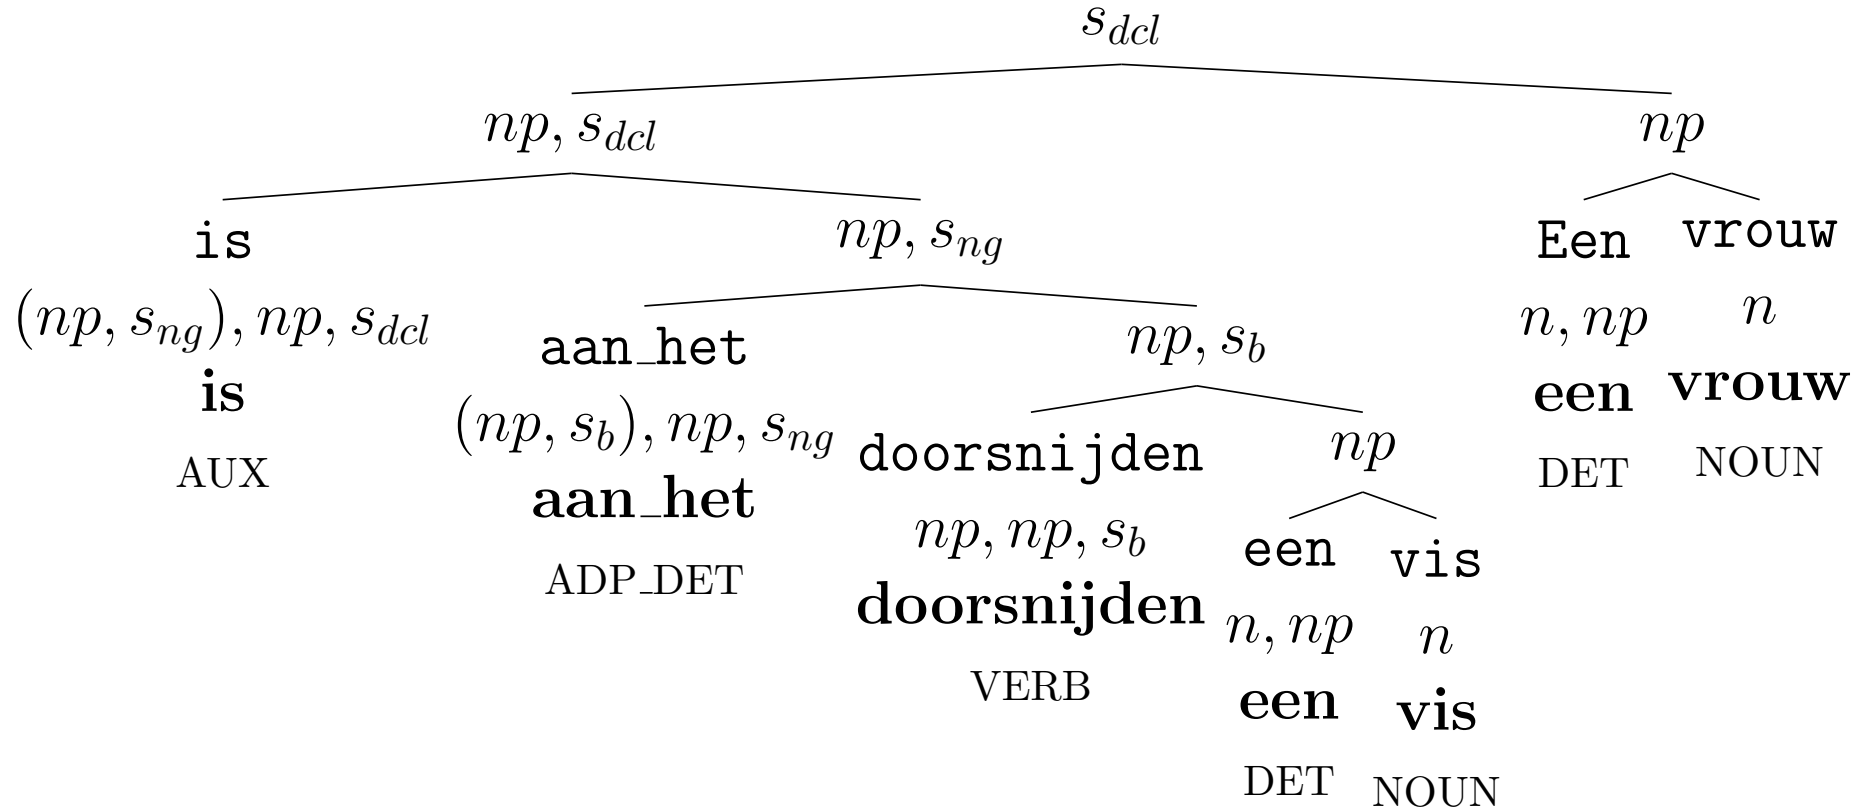 s_dcl
np, s_dcl np
is np, s_ng Een vrouw
(np, s_ng), np, s_dcl n, np n
is aan_het np, s_b een vrouw
AUX (np, s_b), np, s_ng doorsnijden np DET NOUN
aan_het np, np, s_b een vis
ADP_DET doorsnijden n, np n
VERB een vis
DET NOUN